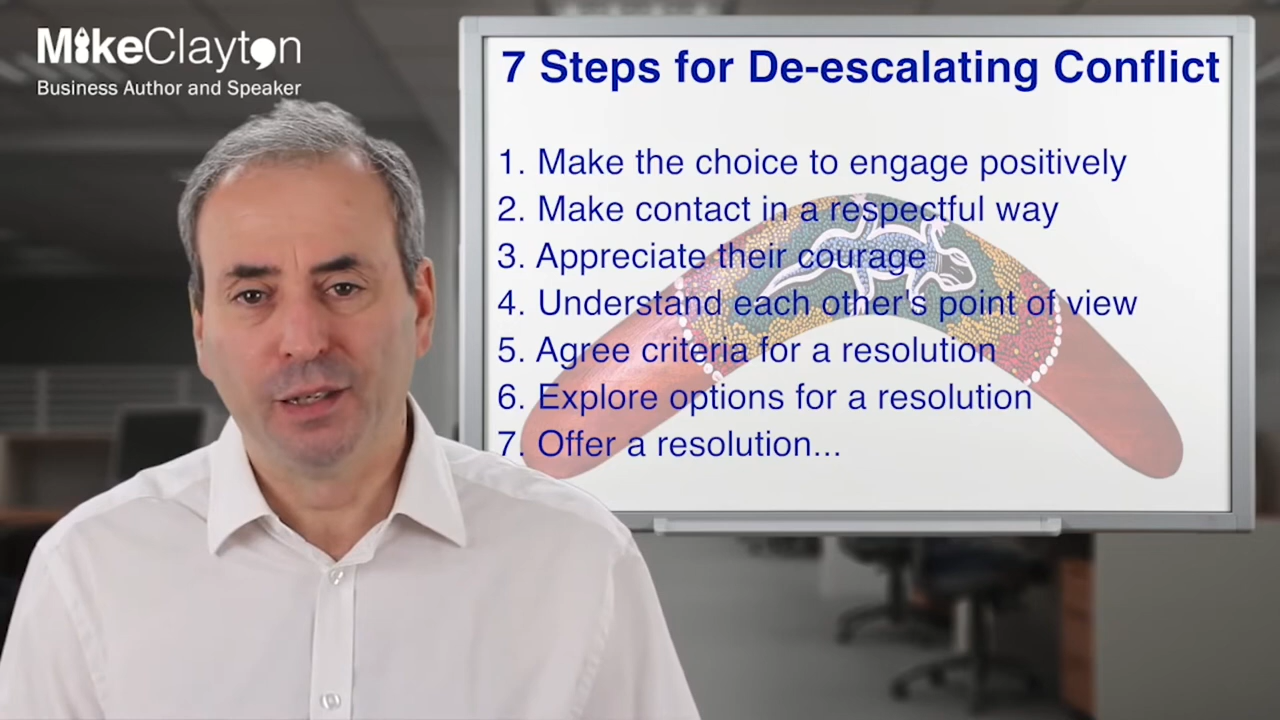 MikeClayton
Business Author and Speaker
7 Steps for De-escalating Conflict
1. Make the choice to engage positively
2. Make contact in a respectful way
3. Appreciate their courage
4. Understand each other's point of view
5. Agree criteria for a resolution
6. Explore options for a resolution
7. Offer a resolution...